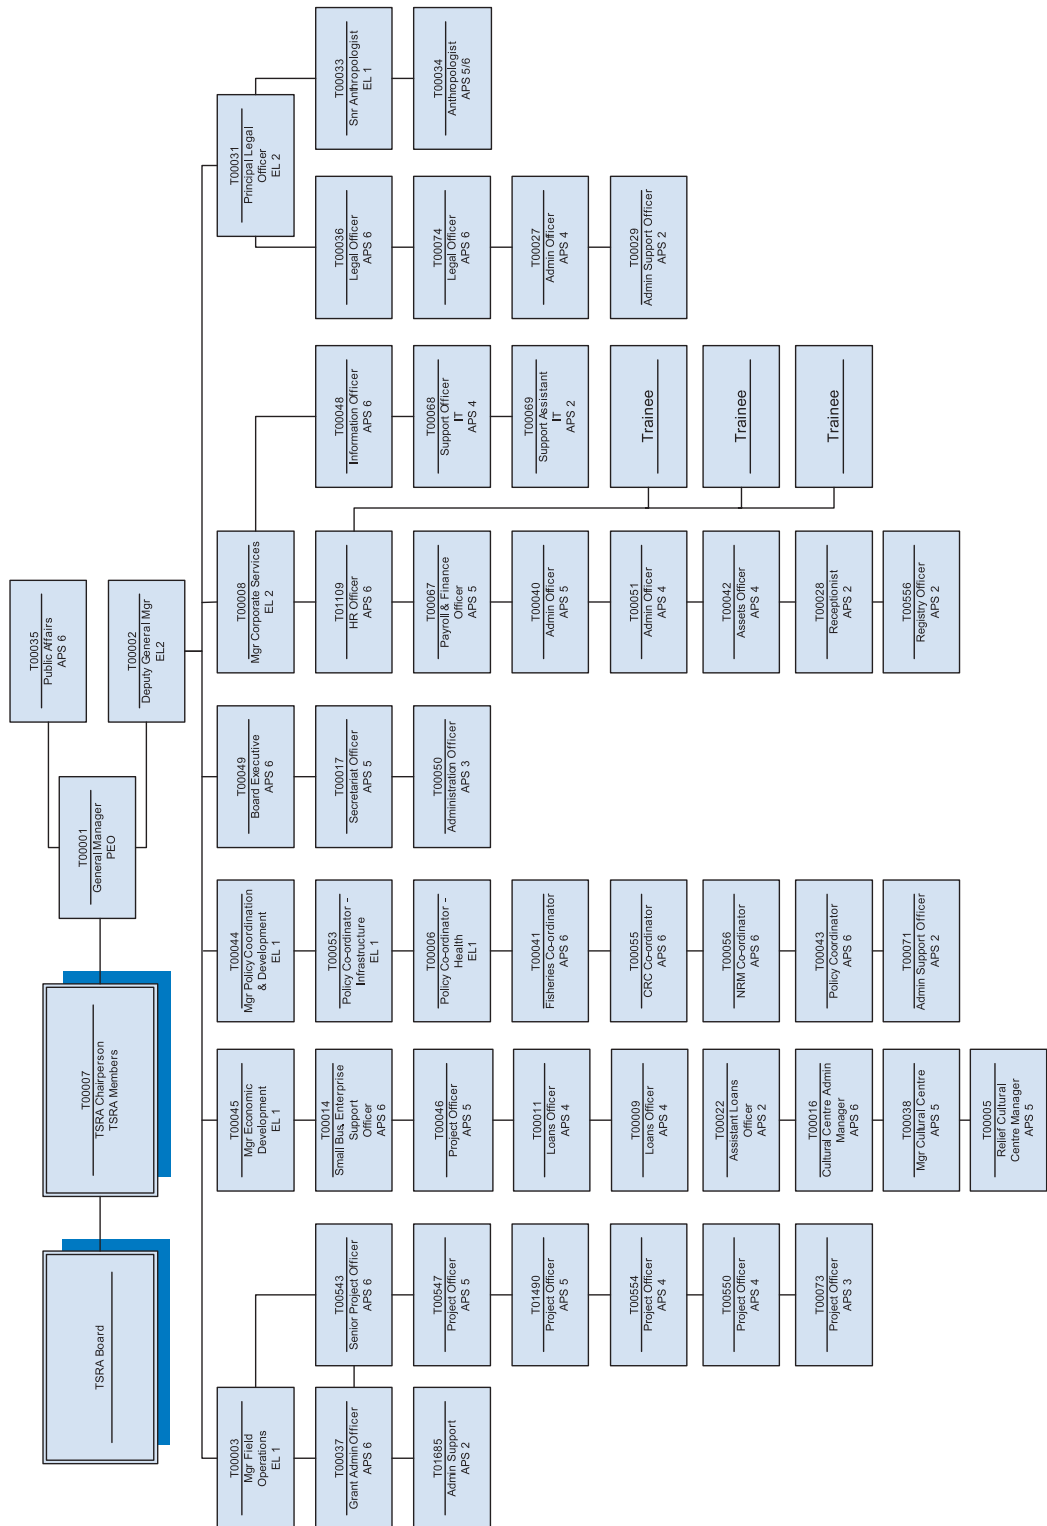 TSRA Board
T00007
TSRA Chairperson
TSRA Members
T00001
General Manager
PEO
T00035
Public Affairs
APS 6
T00002
Deputy General Mgr
EL2
T00003
Mgr Field
Operations
EL 1
T00037
Grant Admin Officer
APS 6
T01685
Admin Support
APS 2
T00543
Senior Project Officer
APS 6
T00547
Project Officer
APS 5
T01490
Project Officer
APS 5
T00554
Project Officer
APS 4
T00550
Project Officer
APS 4
T00073
Project Officer
APS 3
T00045
Mgr Economic
Development
EL 1
T00014
Small Bus. Enterprise
Support
Officer
APS 6
T00046
Project Officer
APS 5
T00011
Loans Officer
APS 4
T00009
Loans Officer
APS 4
T00022
Assistant Loans
Officer
APS 2
T00016
Cultural Centre Admin
Manager
APS 6
T00038
Mgr Cultural Centre
APS 5
T00005
Relief Cultural
Centre Manager
APS 5
T00044
Mgr Policy Coordination
& Development
EL 1
T00053
Policy Co-ordinator –
Infrastructure
EL 1
T00006
Policy Co-ordinator –
Health
EL1
T00041
Fisheries Co-ordinator
APS 6
T00055
CRC Co-ordinator
APS 6
T00056
NRM Co-ordinator
APS 6
T00043
Policy Coordinator
APS 6
T00071
Admin Support Officer
APS 2
T00049
Board Executive
APS 6
T00017
Secretariat Officer
APS 5
T00050
Administration Officer
APS 3
T00008
Mgr Corporate Services
EL 2
T01109
HR Officer
APS 6
T00067
Payroll & Finance
Officer
APS 5
T00040
Admin Officer
APS 5
T00051
Admin Officer
APS 4
T00042
Assets Officer
APS 4
T00028
Receptionist
APS 2
T00556
Registry Officer
APS 2
T00048
Information Officer
APS 6
T00068
Support Officer
IT
APS 4
T00069
Support Assistant
IT
APS 2
Trainee
Trainee
Trainee
T00031
Principal Legal
Officer
EL 2
T00036
Legal Officer
APS 6
T00074
Legal Officer
APS 6
T00027
Admin Officer
APS 4
T00029
Admin Support Officer
APS 2
T00033
Snr Anthropologist
EL 1
T00034
Anthropologist
APS 5/6